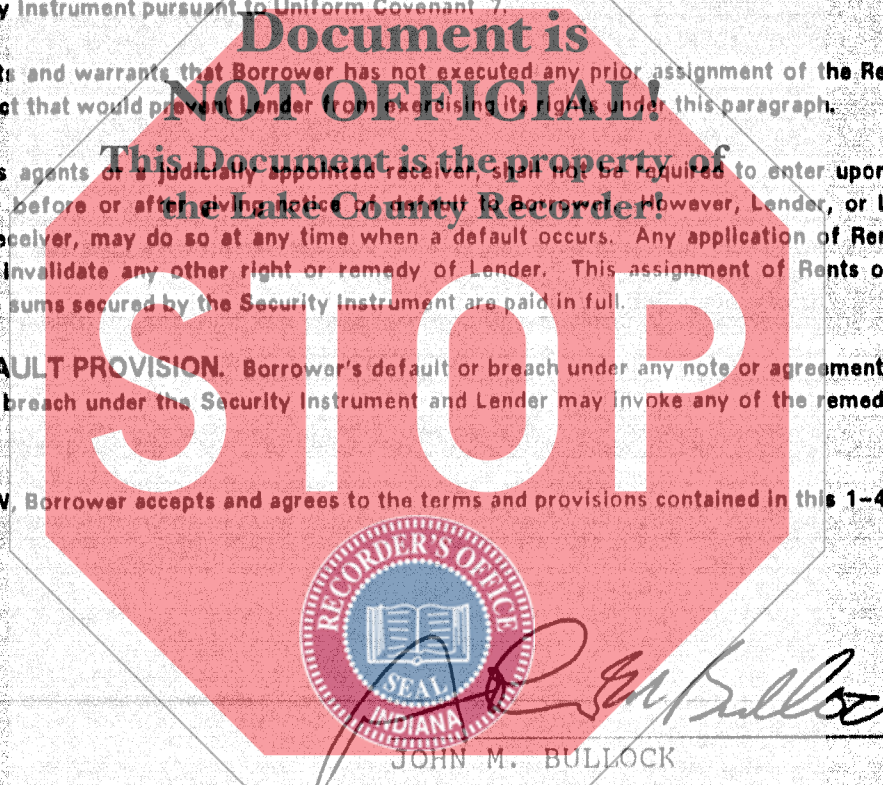 y Instrument pursuant to Uniform Covenant 7.
Document is
ts and warrants that Borrower has not executed any prior assignment of the Re
NOT OFFICIAL!
ct that would prevent Lender from exercising its rights under this paragraph.
This Document is the property of
s agents or a judicially appointed receiver, shall not be required to enter upon
the Lake County Recorder!
before or after giving notice of default to Borrower. However, Lender, or L
eceiver, may do so at any time when a default occurs. Any application of Ren
invalidate any other right or remedy of Lender. This assignment of Rents o
sums secured by the Security Instrument are paid in full.
STOP
AULT PROVISION. Borrower's default or breach under any note or agreement
breach under the Security Instrument and Lender may invoke any of the remed
W, Borrower accepts and agrees to the terms and provisions contained in this 1-4
RECORDER'S OFFICE
SEAL
INDIANA
Bullock
JOHN M. BULLOCK